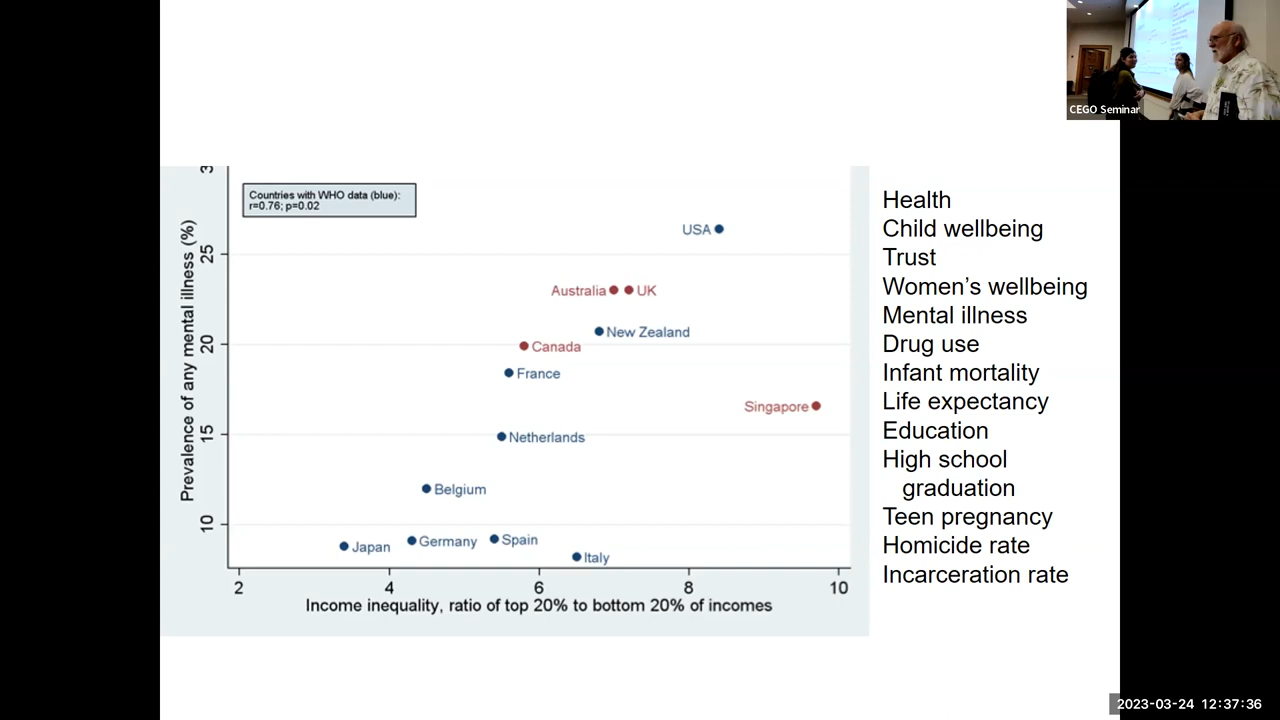 CEGO Seminar
Countries with WHO data (blue):
r=0.76; p=0.02
Prevalence of any mental illness (%)
25
20
15
10
USA
Australia
UK
New Zealand
Canada
France
Singapore
Netherlands
Belgium
Japan
Germany
Spain
Italy
2 4 6 8 10
Income inequality, ratio of top 20% to bottom 20% of incomes
Health
Child wellbeing
Trust
Women’s wellbeing
Mental illness
Drug use
Infant mortality
Life expectancy
Education
High school
graduation
Teen pregnancy
Homicide rate
Incarceration rate
2023-03-24 12:37:36